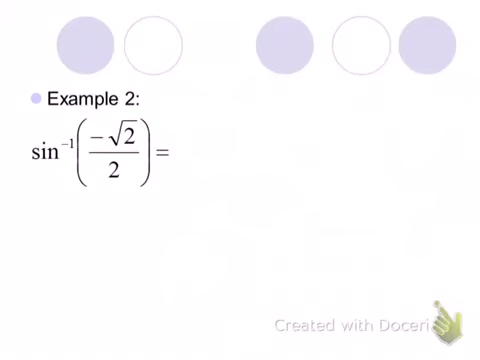 Example 2:
sin⁻¹(−√2/2) =
Created with Doceri